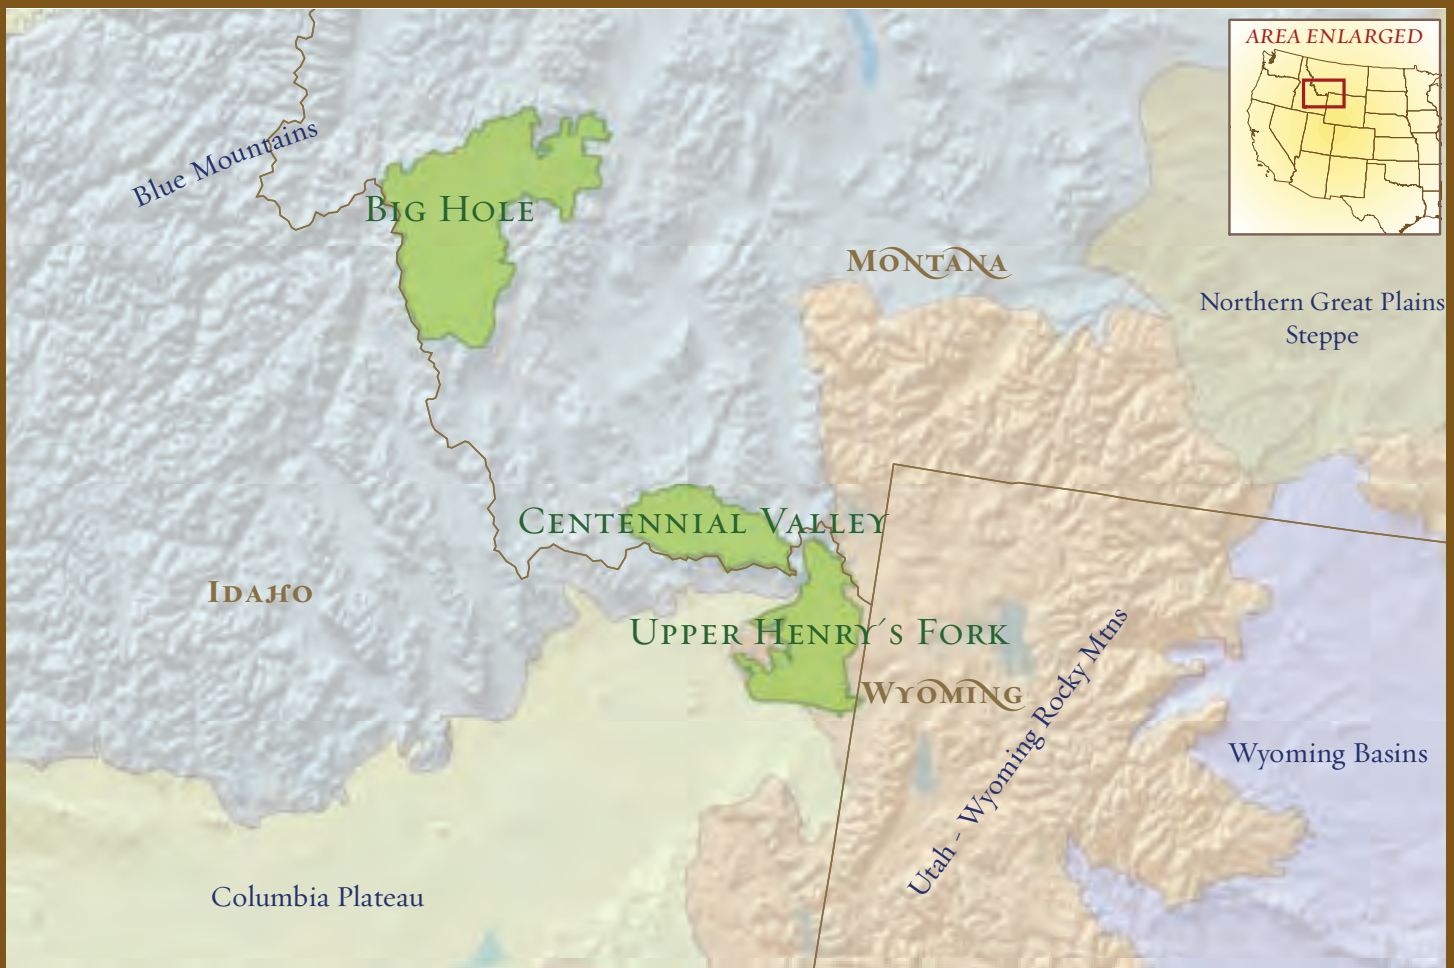 AREA ENLARGED
Blue Mountains
BIG HOLE
MONTANA
Northern Great Plains
Steppe
CENTENNIAL VALLEY
IDAHO
UPPER HENRY´S FORK
WYOMING
Utah - Wyoming Rocky Mtns
Wyoming Basins
Columbia Plateau